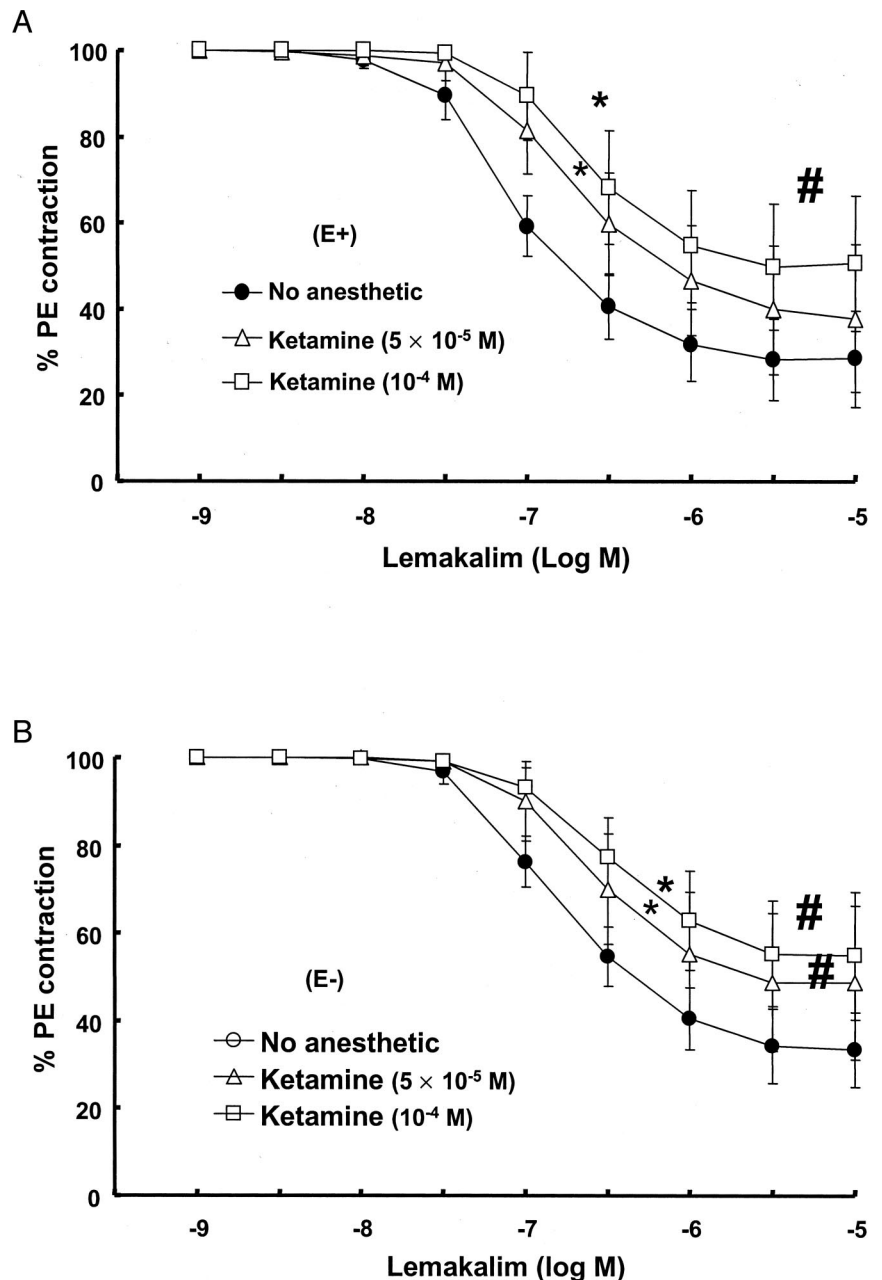 A
100
80
60
40
20
0
% PE contraction
*
*
#
(E+)
No anesthetic
Ketamine (5 × 10⁻⁵ M)
Ketamine (10⁻⁴ M)
-9 -8 -7 -6 -5
Lemakalim (Log M)
B
100
80
60
40
20
0
% PE contraction
*
*
#
#
(E-)
No anesthetic
Ketamine (5 × 10⁻⁵ M)
Ketamine (10⁻⁴ M)
-9 -8 -7 -6 -5
Lemakalim (log M)